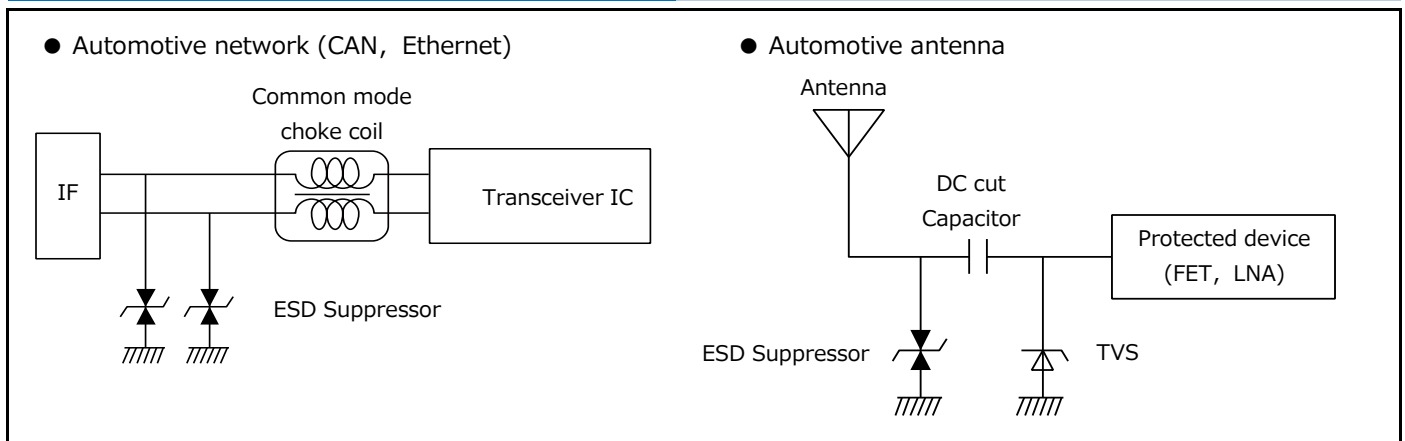 ● Automotive network (CAN, Ethernet)
Common mode
choke coil
IF
Transceiver IC
ESD Suppressor
● Automotive antenna
Antenna
DC cut
Capacitor
Protected device
(FET, LNA)
ESD Suppressor
TVS